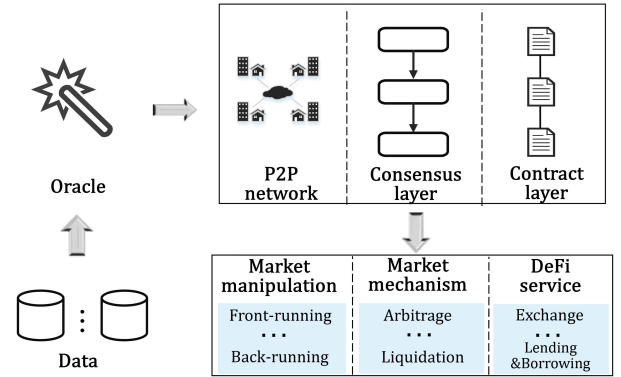 Oracle
Data
P2P
network
Consensus
layer
Contract
layer
Market
manipulation
Front-running
...
Back-running
Market
mechanism
Arbitrage
...
Liquidation
DeFi
service
Exchange
...
Lending
&Borrowing